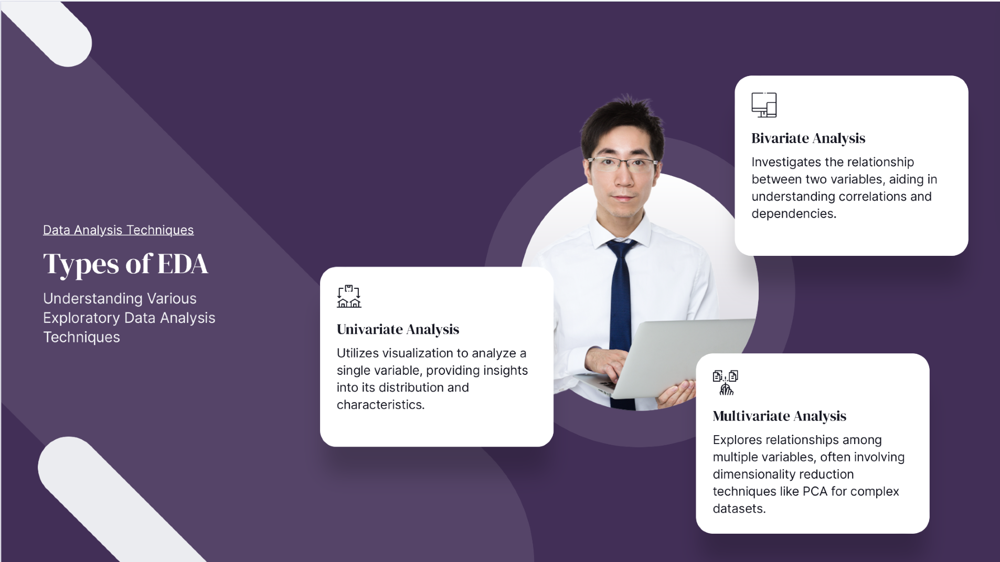 Data Analysis Techniques
Types of EDA
Understanding Various
Exploratory Data Analysis
Techniques
Univariate Analysis
Utilizes visualization to analyze a
single variable, providing insights
into its distribution and
characteristics.
Bivariate Analysis
Investigates the relationship
between two variables, aiding in
understanding correlations and
dependencies.
Multivariate Analysis
Explores relationships among
multiple variables, often involving
dimensionality reduction
techniques like PCA for complex
datasets.